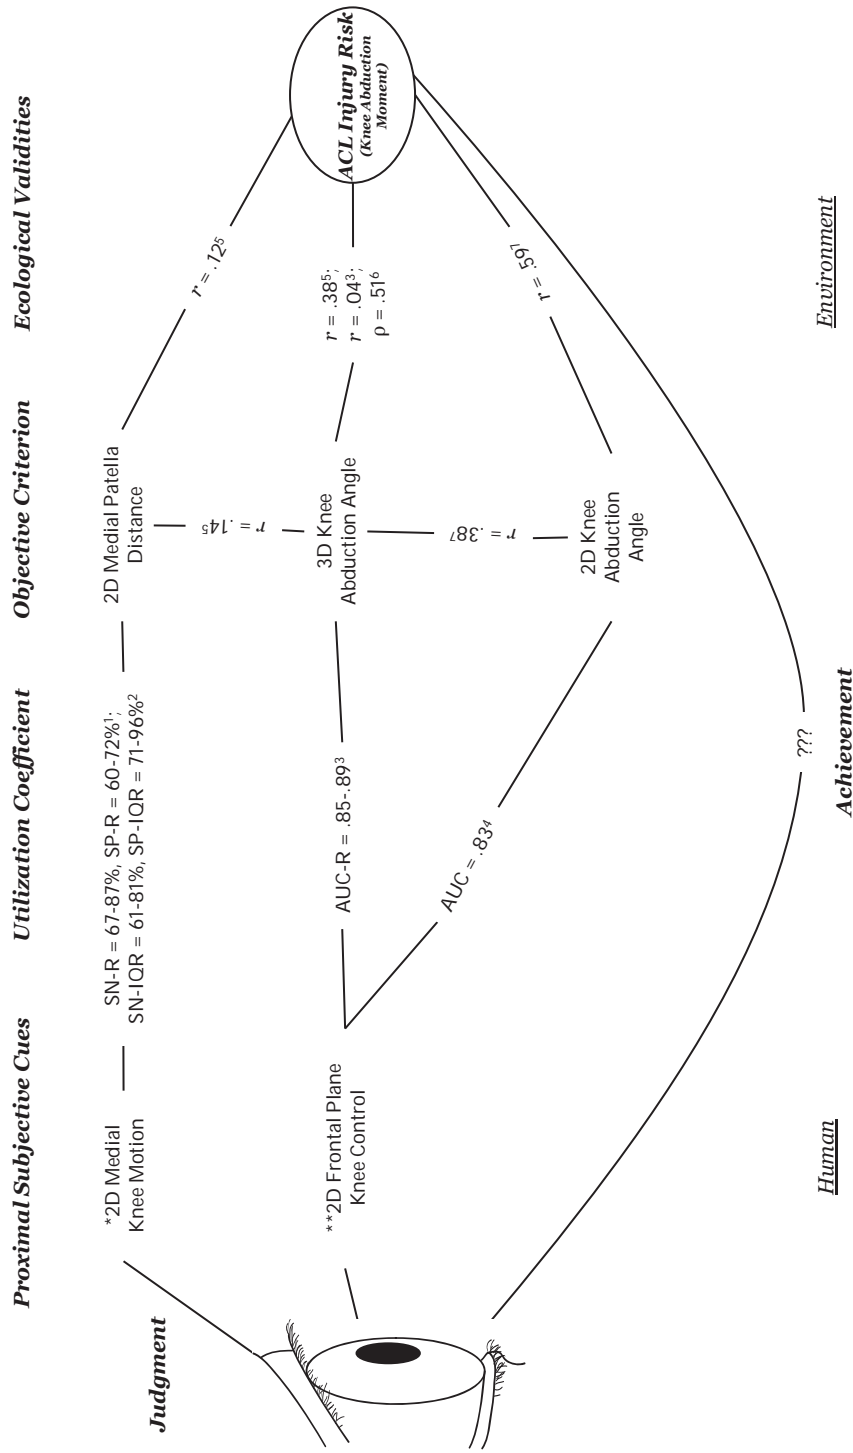 Proximal Subjective Cues
Utilization Coefficient
Objective Criterion
Ecological Validities
Judgment
*2D Medial
Knee Motion
SN-R = 67-87%, SP-R = 60-72%¹;
SN-IQR = 61-81%, SP-IQR = 71-96%²
2D Medial Patella
Distance
r = .12⁵
r = .14⁵
**2D Frontal Plane
Knee Control
AUC-R = .85-.89³
3D Knee
Abduction Angle
r = .38⁵;
r = .04³;
ρ = .51⁶
ACL Injury Risk
(Knee Abduction
Moment)
r = .38⁷
AUC = .83⁴
2D Knee
Abduction
Angle
r = .59⁷
???
Human
Achievement
Environment